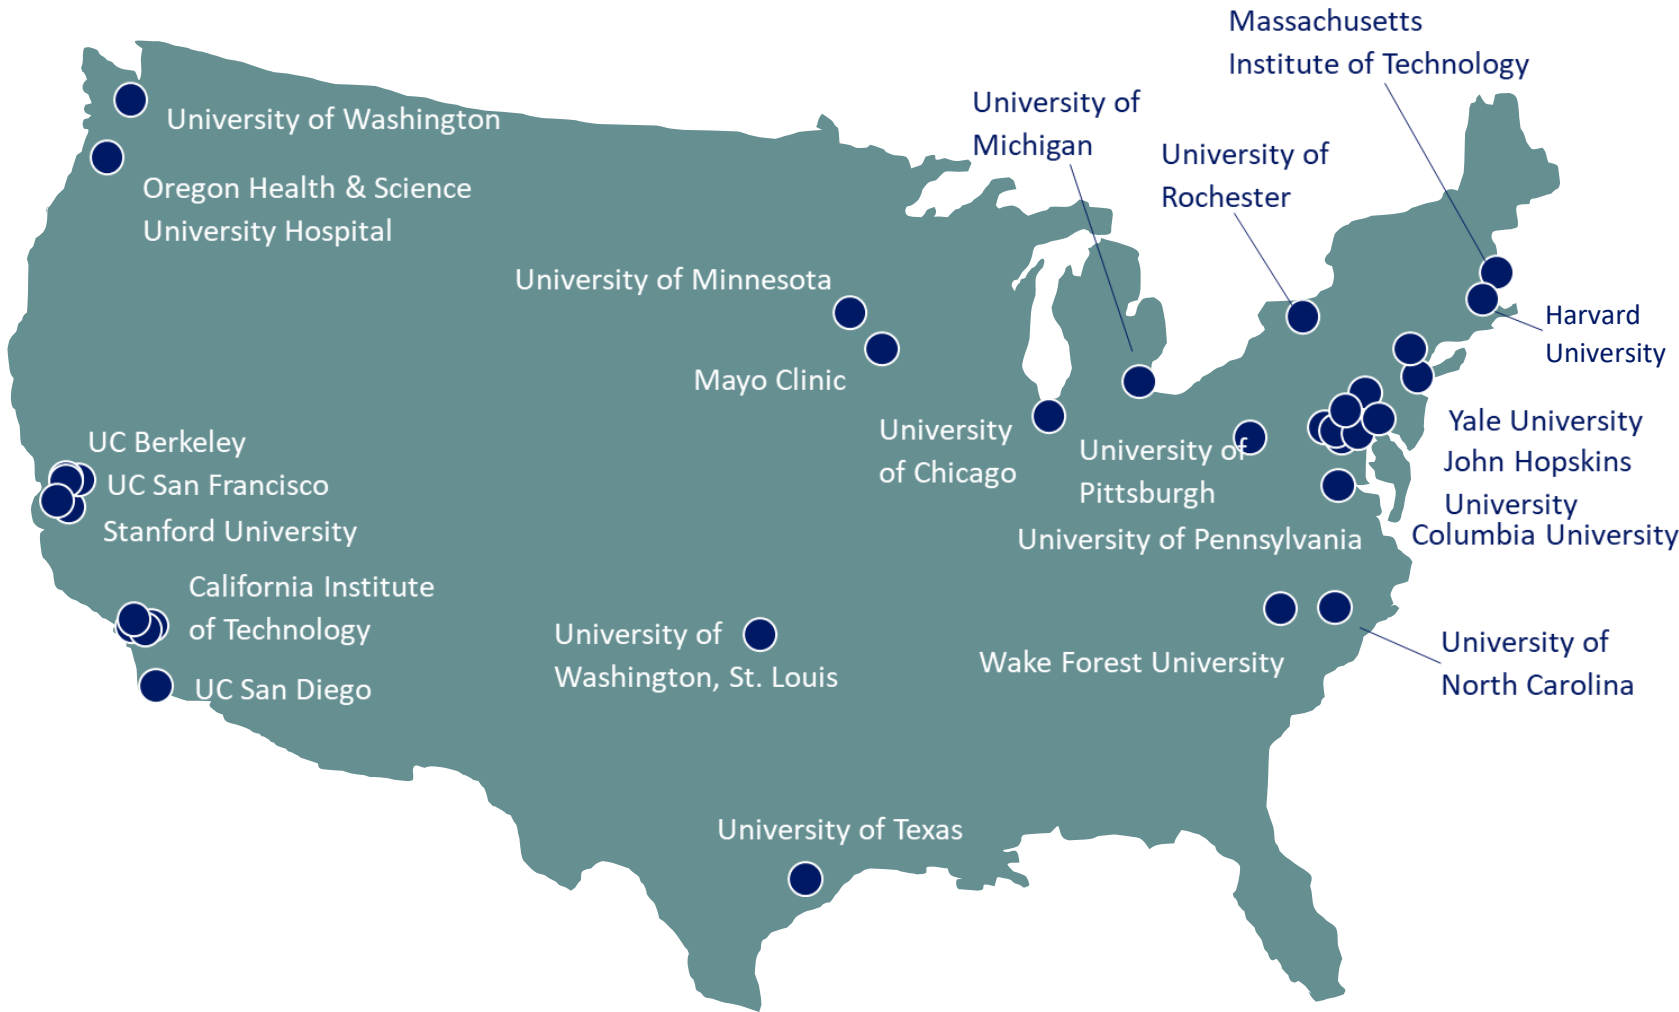 Massachusetts
Institute of Technology
University of
Michigan
University of
Rochester
University of Washington
Oregon Health & Science
University Hospital
University of Minnesota
Mayo Clinic
Harvard
University
UC Berkeley
UC San Francisco
Stanford University
University
of Chicago
University of
Pittsburgh
Yale University
John Hopskins
University
Columbia University
University of Pennsylvania
California Institute
of Technology
UC San Diego
University of
Washington, St. Louis
Wake Forest University
University of
North Carolina
University of Texas